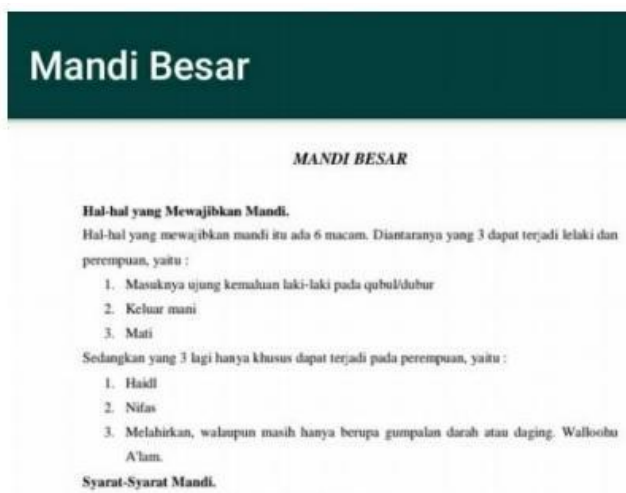 Mandi Besar
MANDI BESAR
Hal-hal yang Mewajibkan Mandi.
Hal-hal yang mewajibkan mandi itu ada 6 macam. Diantaranya yang 3 dapat terjadi lelaki dan
perempuan, yaitu :
1. Masuknya ujung kemaluan laki-laki pada qubul/dubur
2. Keluar mani
3. Mati
Sedangkan yang 3 lagi hanya khusus dapat terjadi pada perempuan, yaitu :
1. Haidl
2. Nifas
3. Melahirkan, walaupun masih hanya berupa gumpalan darah atau daging. Walloohu
A'lam.
Syarat-Syarat Mandi.